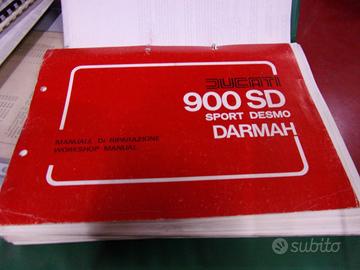 DUCATI
900 SD
SPORT DESMO
DARMAH
MANUALE DI RIPARAZIONE
WORKSHOP MANUAL
subito